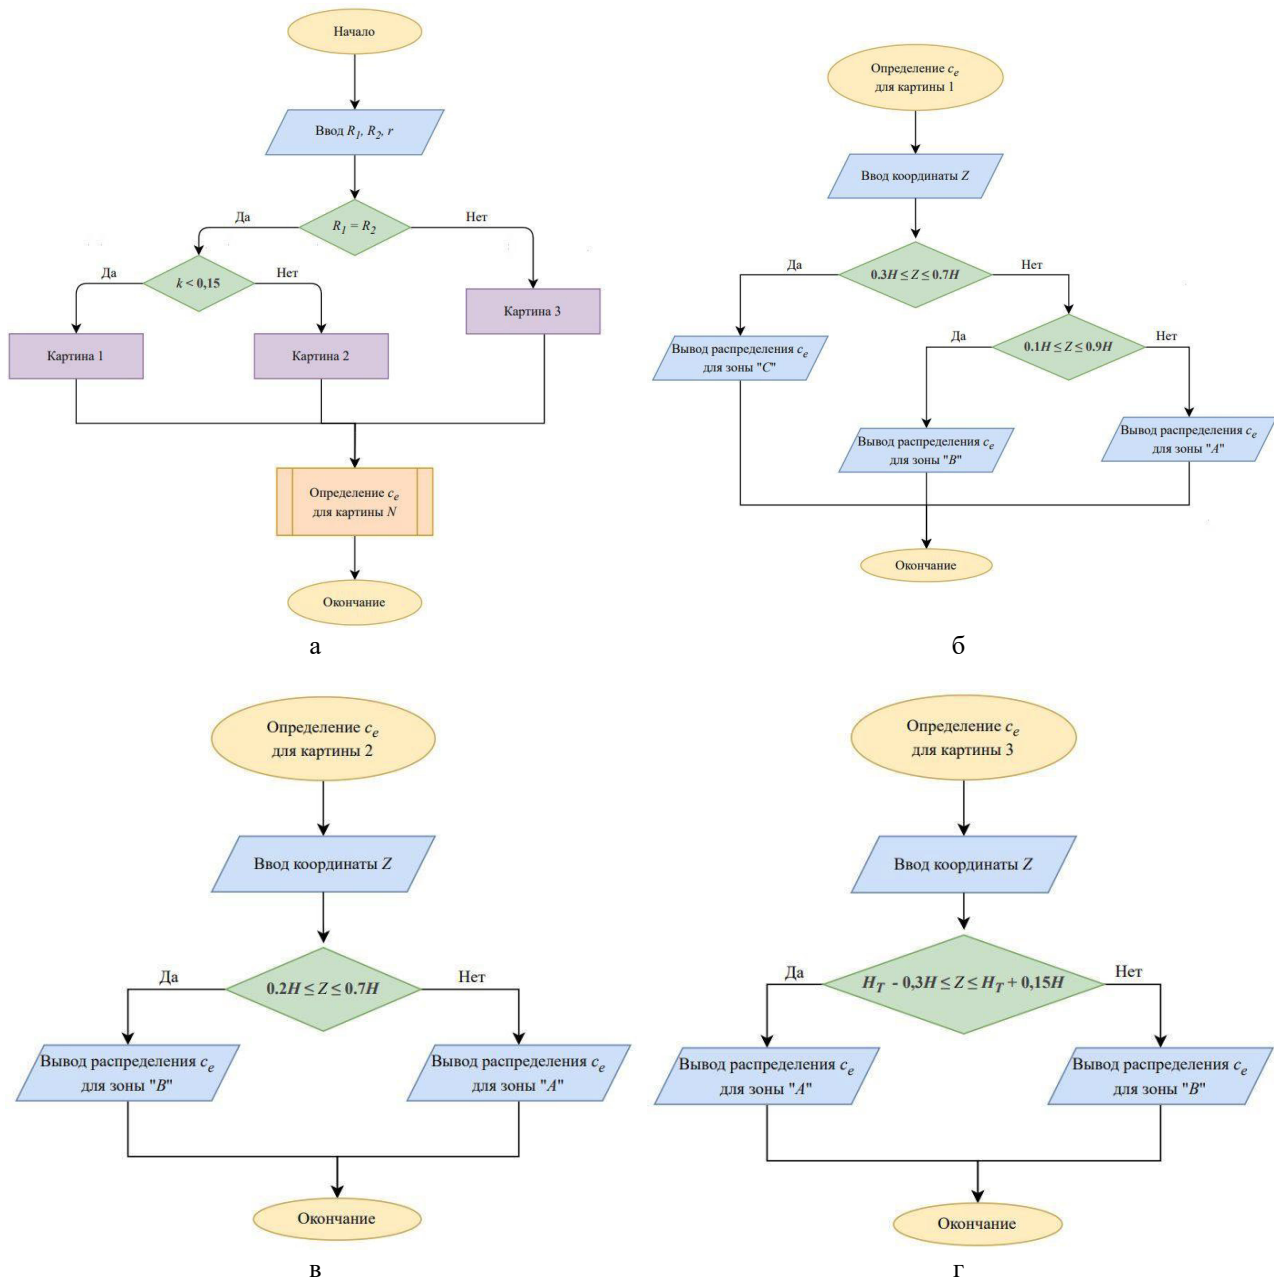 Начало
Ввод R₁, R₂, r
R₁ = R₂
Да
Нет
k < 0,15
Да
Нет
Картина 1
Картина 2
Картина 3
Определение cₑ
для картины N
Окончание
а
Определение cₑ
для картины 1
Ввод координаты Z
0.3H ≤ Z ≤ 0.7H
Да
Нет
Вывод распределения cₑ
для зоны "C"
0.1H ≤ Z ≤ 0.9H
Да
Нет
Вывод распределения cₑ
для зоны "B"
Вывод распределения cₑ
для зоны "A"
Окончание
б
Определение cₑ
для картины 2
Ввод координаты Z
0.2H ≤ Z ≤ 0.7H
Да
Нет
Вывод распределения cₑ
для зоны "B"
Вывод распределения cₑ
для зоны "A"
Окончание
в
Определение cₑ
для картины 3
Ввод координаты Z
H_T - 0,3H ≤ Z ≤ H_T + 0,15H
Да
Нет
Вывод распределения cₑ
для зоны "A"
Вывод распределения cₑ
для зоны "B"
Окончание
г